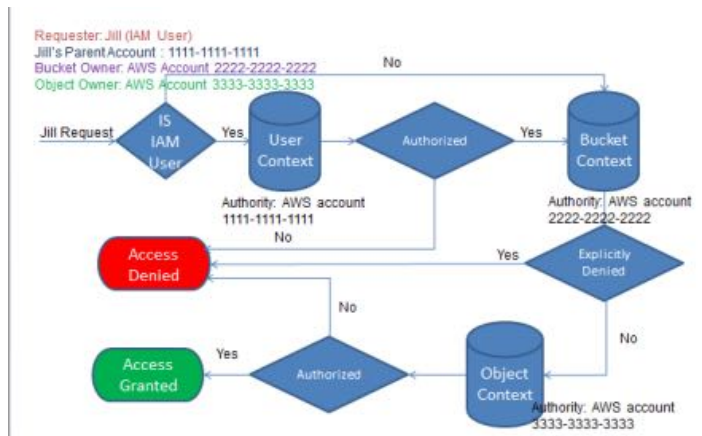 Requester: Jill (IAM User)
Jill's Parent Account : 1111-1111-1111
Bucket Owner: AWS Account 2222-2222-2222
Object Owner: AWS Account 3333-3333-3333
No
Jill Request
IS
IAM
User
Yes
User
Context
Authorized
Yes
Bucket
Context
Authority: AWS account
1111-1111-1111
Authority: AWS account
2222-2222-2222
No
Access
Denied
Yes
Explicitly
Denied
No
No
Access
Granted
Yes
Authorized
Object
Context
Authority: AWS account
3333-3333-3333